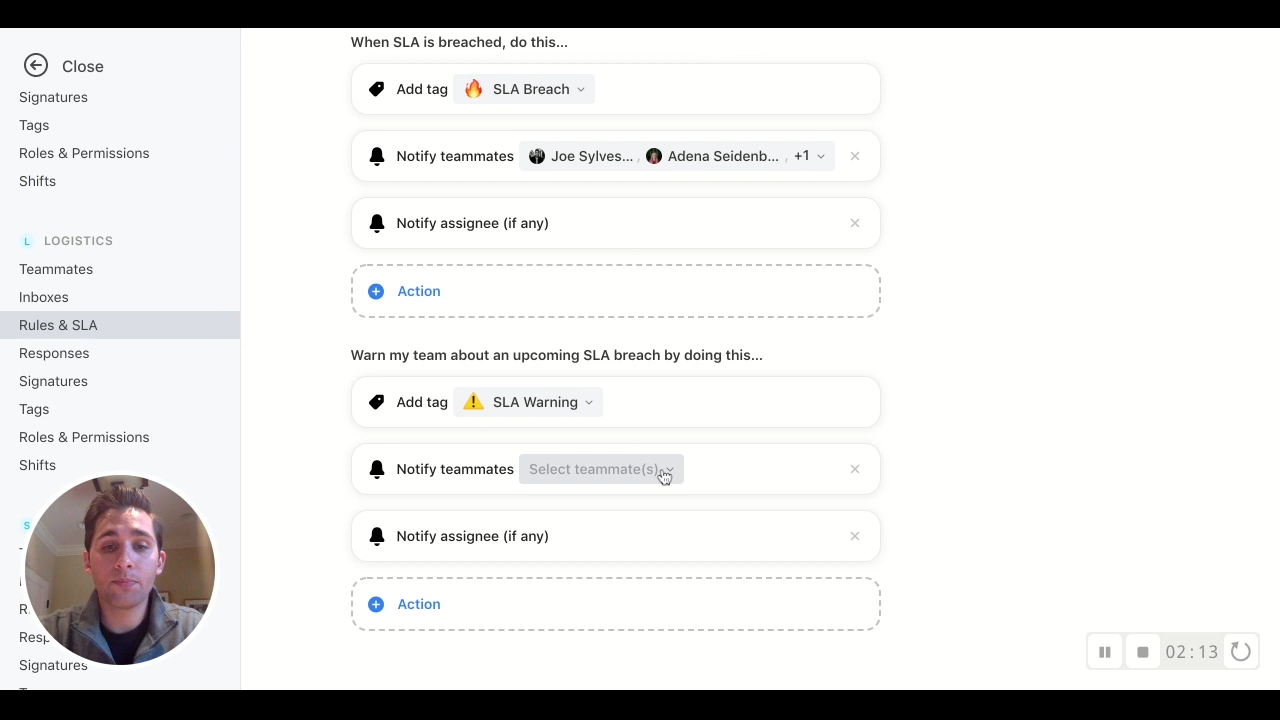 Close
Signatures
Tags
Roles & Permissions
Shifts
L LOGISTICS
Teammates
Inboxes
Rules & SLA
Responses
Signatures
Tags
Roles & Permissions
Shifts
S
Signatures
When SLA is breached, do this...
Add tag SLA Breach
Notify teammates Joe Sylves... , Adena Seidenb... , +1
Notify assignee (if any)
Action
Warn my team about an upcoming SLA breach by doing this...
Add tag SLA Warning
Notify teammates Select teammate(s)
Notify assignee (if any)
Action
02:13